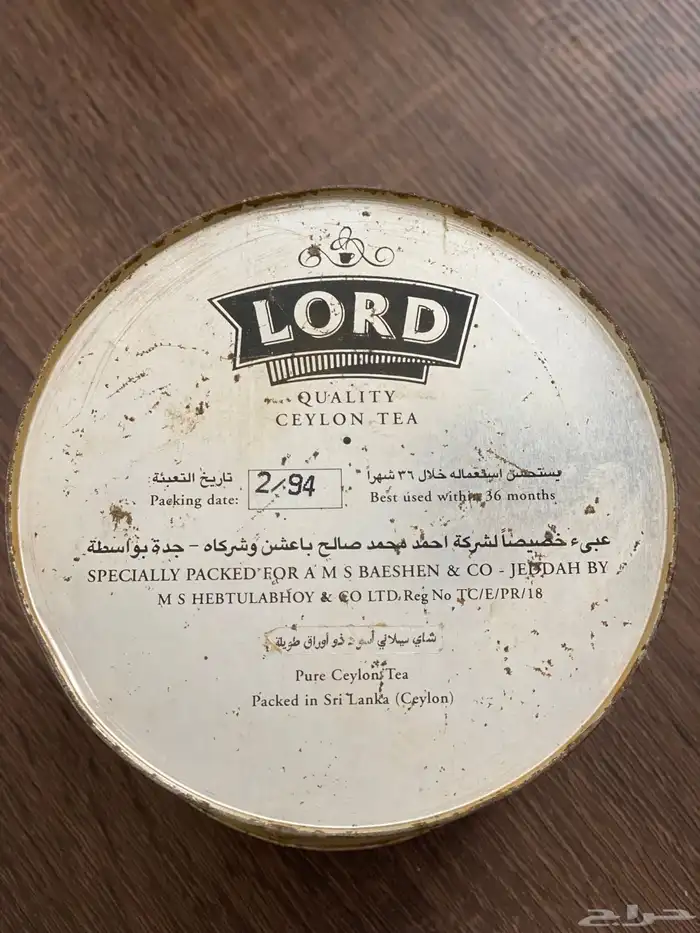 LORD
QUALITY
CEYLON TEA
تاريخ التعبئة:
Packing date:
2/94
يستحسن استعماله خلال ٣٦ شهراً
Best used within 36 months
عبىء خصيصاً لشركة احمد محمد صالح باعشن وشركاه – جدة بواسطة
SPECIALLY PACKED FOR A M S BAESHEN & CO - JEDDAH BY
M S HEBTULABHOY & CO LTD, Reg No TC/E/PR/18
شاي سيلاني أسود ذو أوراق طويلة
Pure Ceylon Tea
Packed in Sri Lanka (Ceylon)
حراج